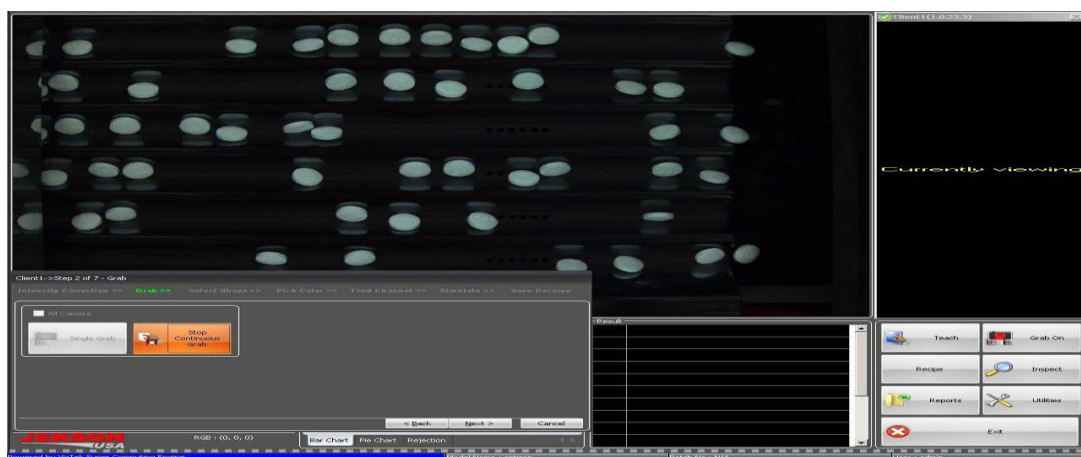 Client1(1.0.23.3)
Currently viewing
Client1->Step 2 of 7 - Grab
Intensity Correction >> Grab >> Select Shape >> Pick Color >> Find Channel >> Simulate >> Save Receipe
All Camera
Single Grab
Stop
Continuous
Grab
< Back
Next >
Cancel
Result
Teach
Grab On
Recipe
Inspect
Reports
Utilities
Exit
JEKSON
USA
RGB : (0, 0, 0)
Bar Chart
Pie Chart
Rejection